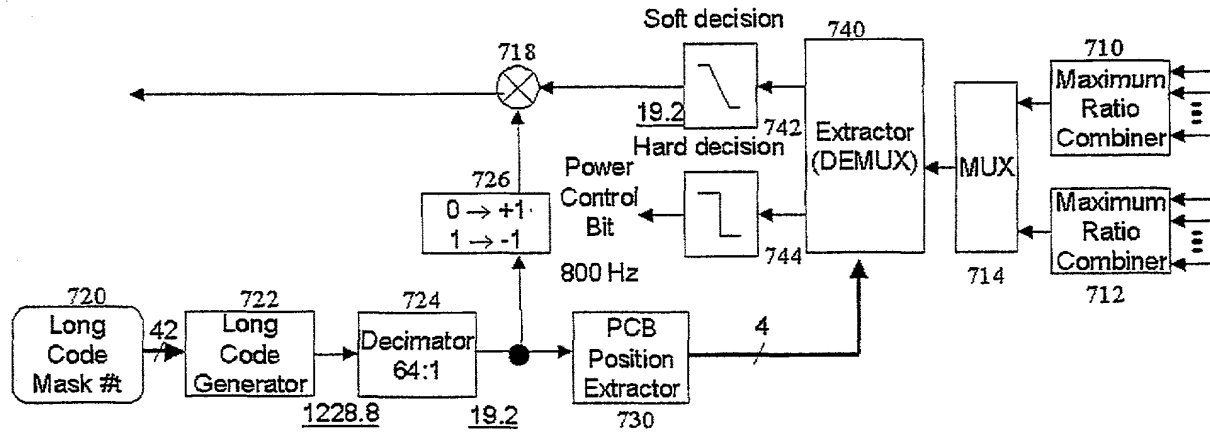 Soft decision
718
740
710
Maximum
Ratio
Combiner
19.2
742
Extractor
(DEMUX)
MUX
Hard decision
726
0 → +1
1 → -1
Power
Control
Bit
744
714
Maximum
Ratio
Combiner
712
800 Hz
720
Long
Code
Mask #t
42
722
Long
Code
Generator
724
Decimator
64:1
PCB
Position
Extractor
4
1228.8
19.2
730